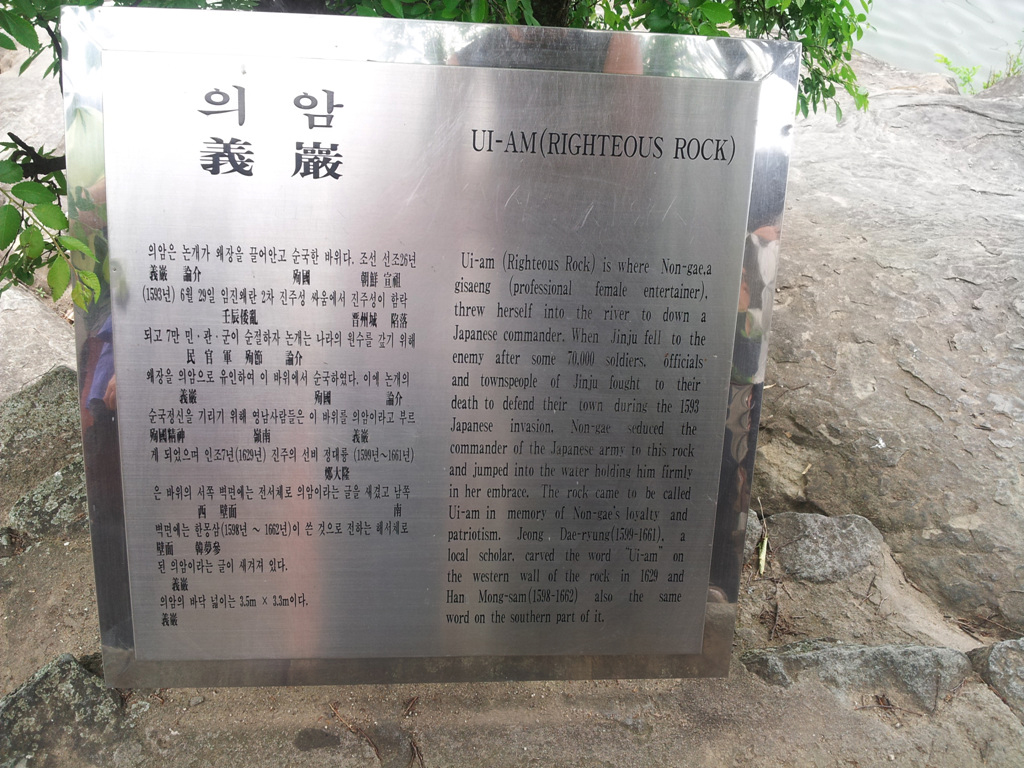 의 암
義 巖
UI-AM(RIGHTEOUS ROCK)
의암은 논개가 왜장을 끌어안고 순국한 바위다. 조선 선조26년
義巖 論介 殉國 朝鮮 宣祖
(1593년) 6월 29일 임진왜란 2차 진주성 싸움에서 진주성이 함락
壬辰倭亂 晋州城 陷落
되고 7만 민·관·군이 순절하자 논개는 나라의 원수를 갚기 위해
民 官 軍 殉節 論介
왜장을 의암으로 유인하여 이 바위에서 순국하였다. 이에 논개의
義巖 殉國 論介
순국정신을 기리기 위해 영남사람들은 이 바위를 의암이라고 부르
殉國精神 嶺南 義巖
게 되었으며 인조7년(1629년) 진주의 선비 정대륭 (1599년~1661년)
鄭大隆
은 바위의 서쪽 벽면에는 전서체로 의암이라는 글을 새겼고 남쪽
西 壁面 南
벽면에는 한몽삼(1598년 ~ 1662년)이 쓴 것으로 전하는 해서체로
壁面 韓夢參
된 의암이라는 글이 새겨져 있다.
義巖
의암의 바닥 넓이는 3.5m × 3.3m이다.
義巖
Ui-am (Righteous Rock) is where Non-gae,a
gisaeng (professional female entertainer),
threw herself into the river to down a
Japanese commander. When Jinju fell to the
enemy after some 70,000 soldiers, officials
and townspeople of Jinju fought to their
death to defend their town during the 1593
Japanese invasion, Non-gae seduced the
commander of the Japanese army to this rock
and jumped into the water holding him firmly
in her embrace. The rock came to be called
Ui-am in memory of Non-gae's loyalty and
patriotism. Jeong, Dae-ryung(1599-1661), a
local scholar, carved the word "Ui-am" on
the western wall of the rock in 1629 and
Han Mong-sam(1598-1662) also the same
word on the southern part of it.